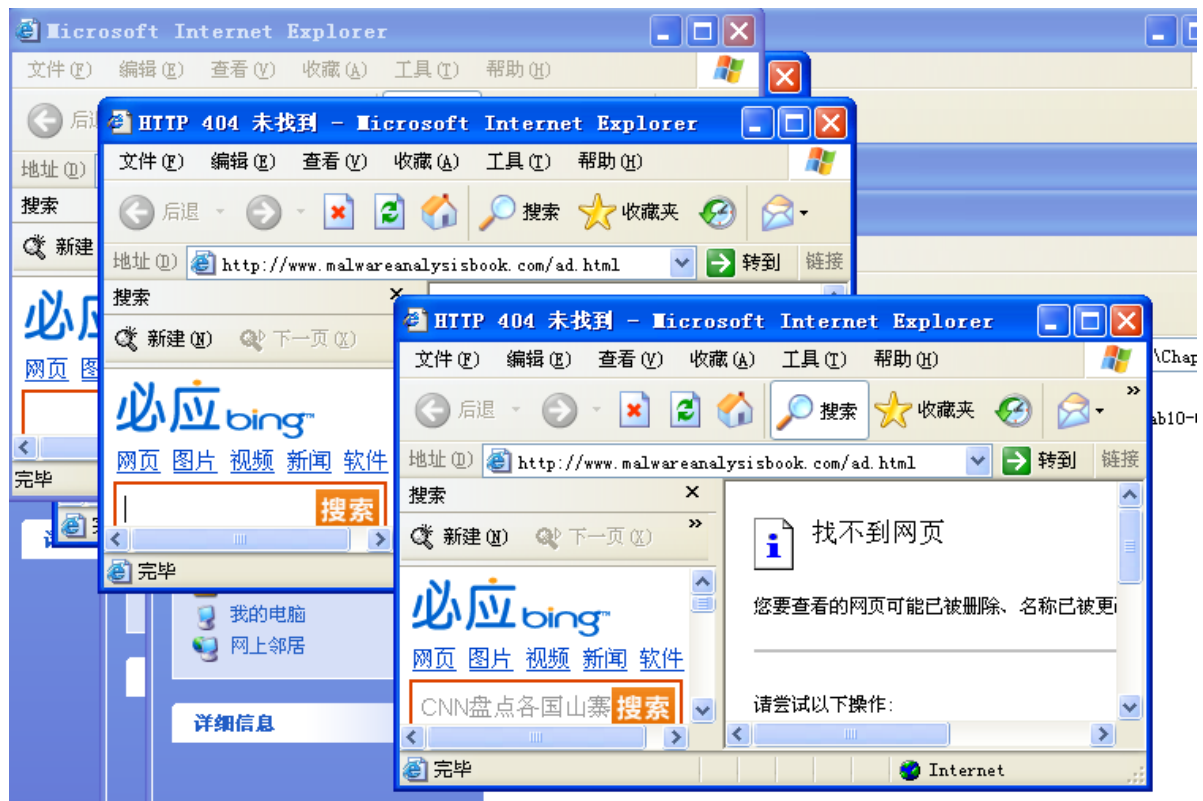 Microsoft Internet Explorer
文件(F) 编辑(E) 查看(V) 收藏(A) 工具(T) 帮助(H)
地址(D)
搜索
新建
必
网页
完毕
HTTP 404 未找到 - Microsoft Internet Explorer
文件(F) 编辑(E) 查看(V) 收藏(A) 工具(T) 帮助(H)
后退 搜索 收藏夹
地址(D) http://www.malwareanalysisbook.com/ad.html 转到 链接
搜索
新建(N) 下一页(X)
必应 bing™
网页 图片 视频 新闻 软件
搜索
完毕
HTTP 404 未找到 - Microsoft Internet Explorer
文件(F) 编辑(E) 查看(V) 收藏(A) 工具(T) 帮助(H)
后退 搜索 收藏夹
地址(D) http://www.malwareanalysisbook.com/ad.html 转到 链接
搜索
新建(N) 下一页(X)
必应 bing™
网页 图片 视频 新闻 软件
CNN盘点各国山寨 搜索
找不到网页
您要查看的网页可能已被删除、名称已被更
请尝试以下操作:
完毕 Internet
\Chap
我的电脑
网上邻居
详细信息